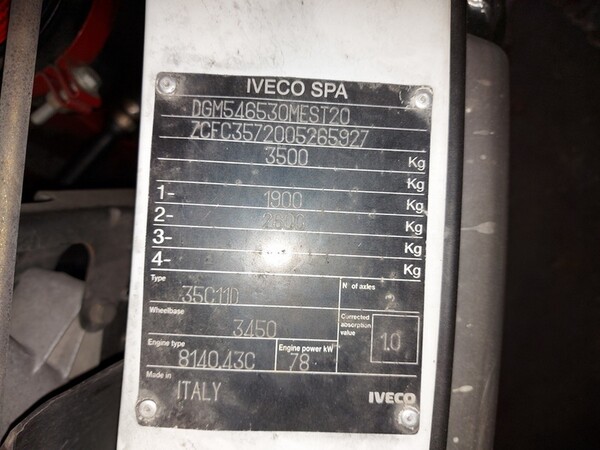 IVECO SPA
DGM546530MEST20
ZCFC3572005265927
3500 Kg
Kg
1- 1900 Kg
2- Kg
3- Kg
4- Kg
Type
35C11D
N of axles
2
Wheelbase
3450
Corrected absorption value
1.0
Engine type
8140.43C
Engine power kW
78
Made in
ITALY
IVECO